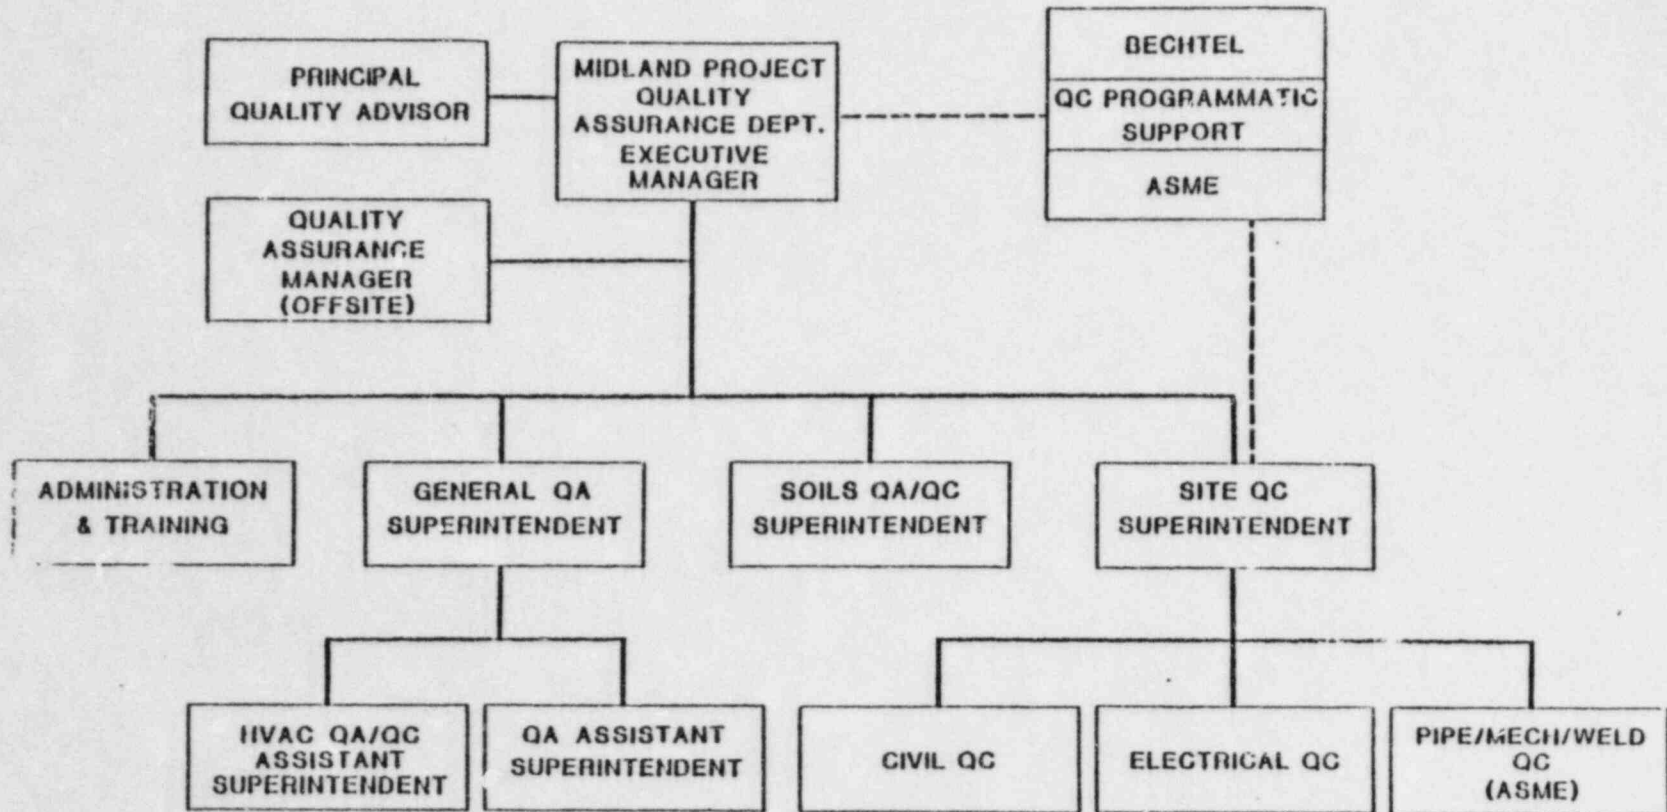 PRINCIPAL
QUALITY ADVISOR
MIDLAND PROJECT
QUALITY
ASSURANCE DEPT.
EXECUTIVE
MANAGER
BECHTEL
QC PROGRAMMATIC
SUPPORT
ASME
QUALITY
ASSURANCE
MANAGER
(OFFSITE)
ADMINISTRATION
& TRAINING
GENERAL QA
SUPERINTENDENT
SOILS QA/QC
SUPERINTENDENT
SITE QC
SUPERINTENDENT
HVAC QA/QC
ASSISTANT
SUPERINTENDENT
QA ASSISTANT
SUPERINTENDENT
CIVIL QC
ELECTRICAL QC
PIPE/MECH/WELD
QC
(ASME)